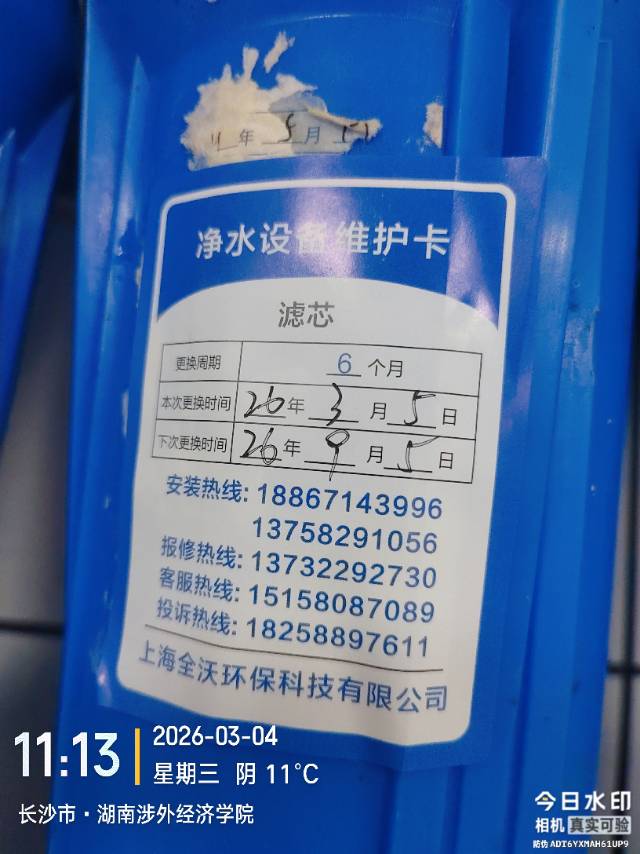 年 5 月
净水设备维护卡
滤芯
更换周期 6 个月
本次更换时间 26 年 3 月 5 日
下次更换时间 26 年 9 月 5 日
安装热线: 18867143996
13758291056
报修热线: 13732292730
客服热线: 15158087089
投诉热线: 18258897611
上海全沃环保科技有限公司
11:13
2026-03-04
星期三 阴 11°C
长沙市·湖南涉外经济学院
今日水印
相机 真实可验
防伪 ADT6YXMAH61UP9